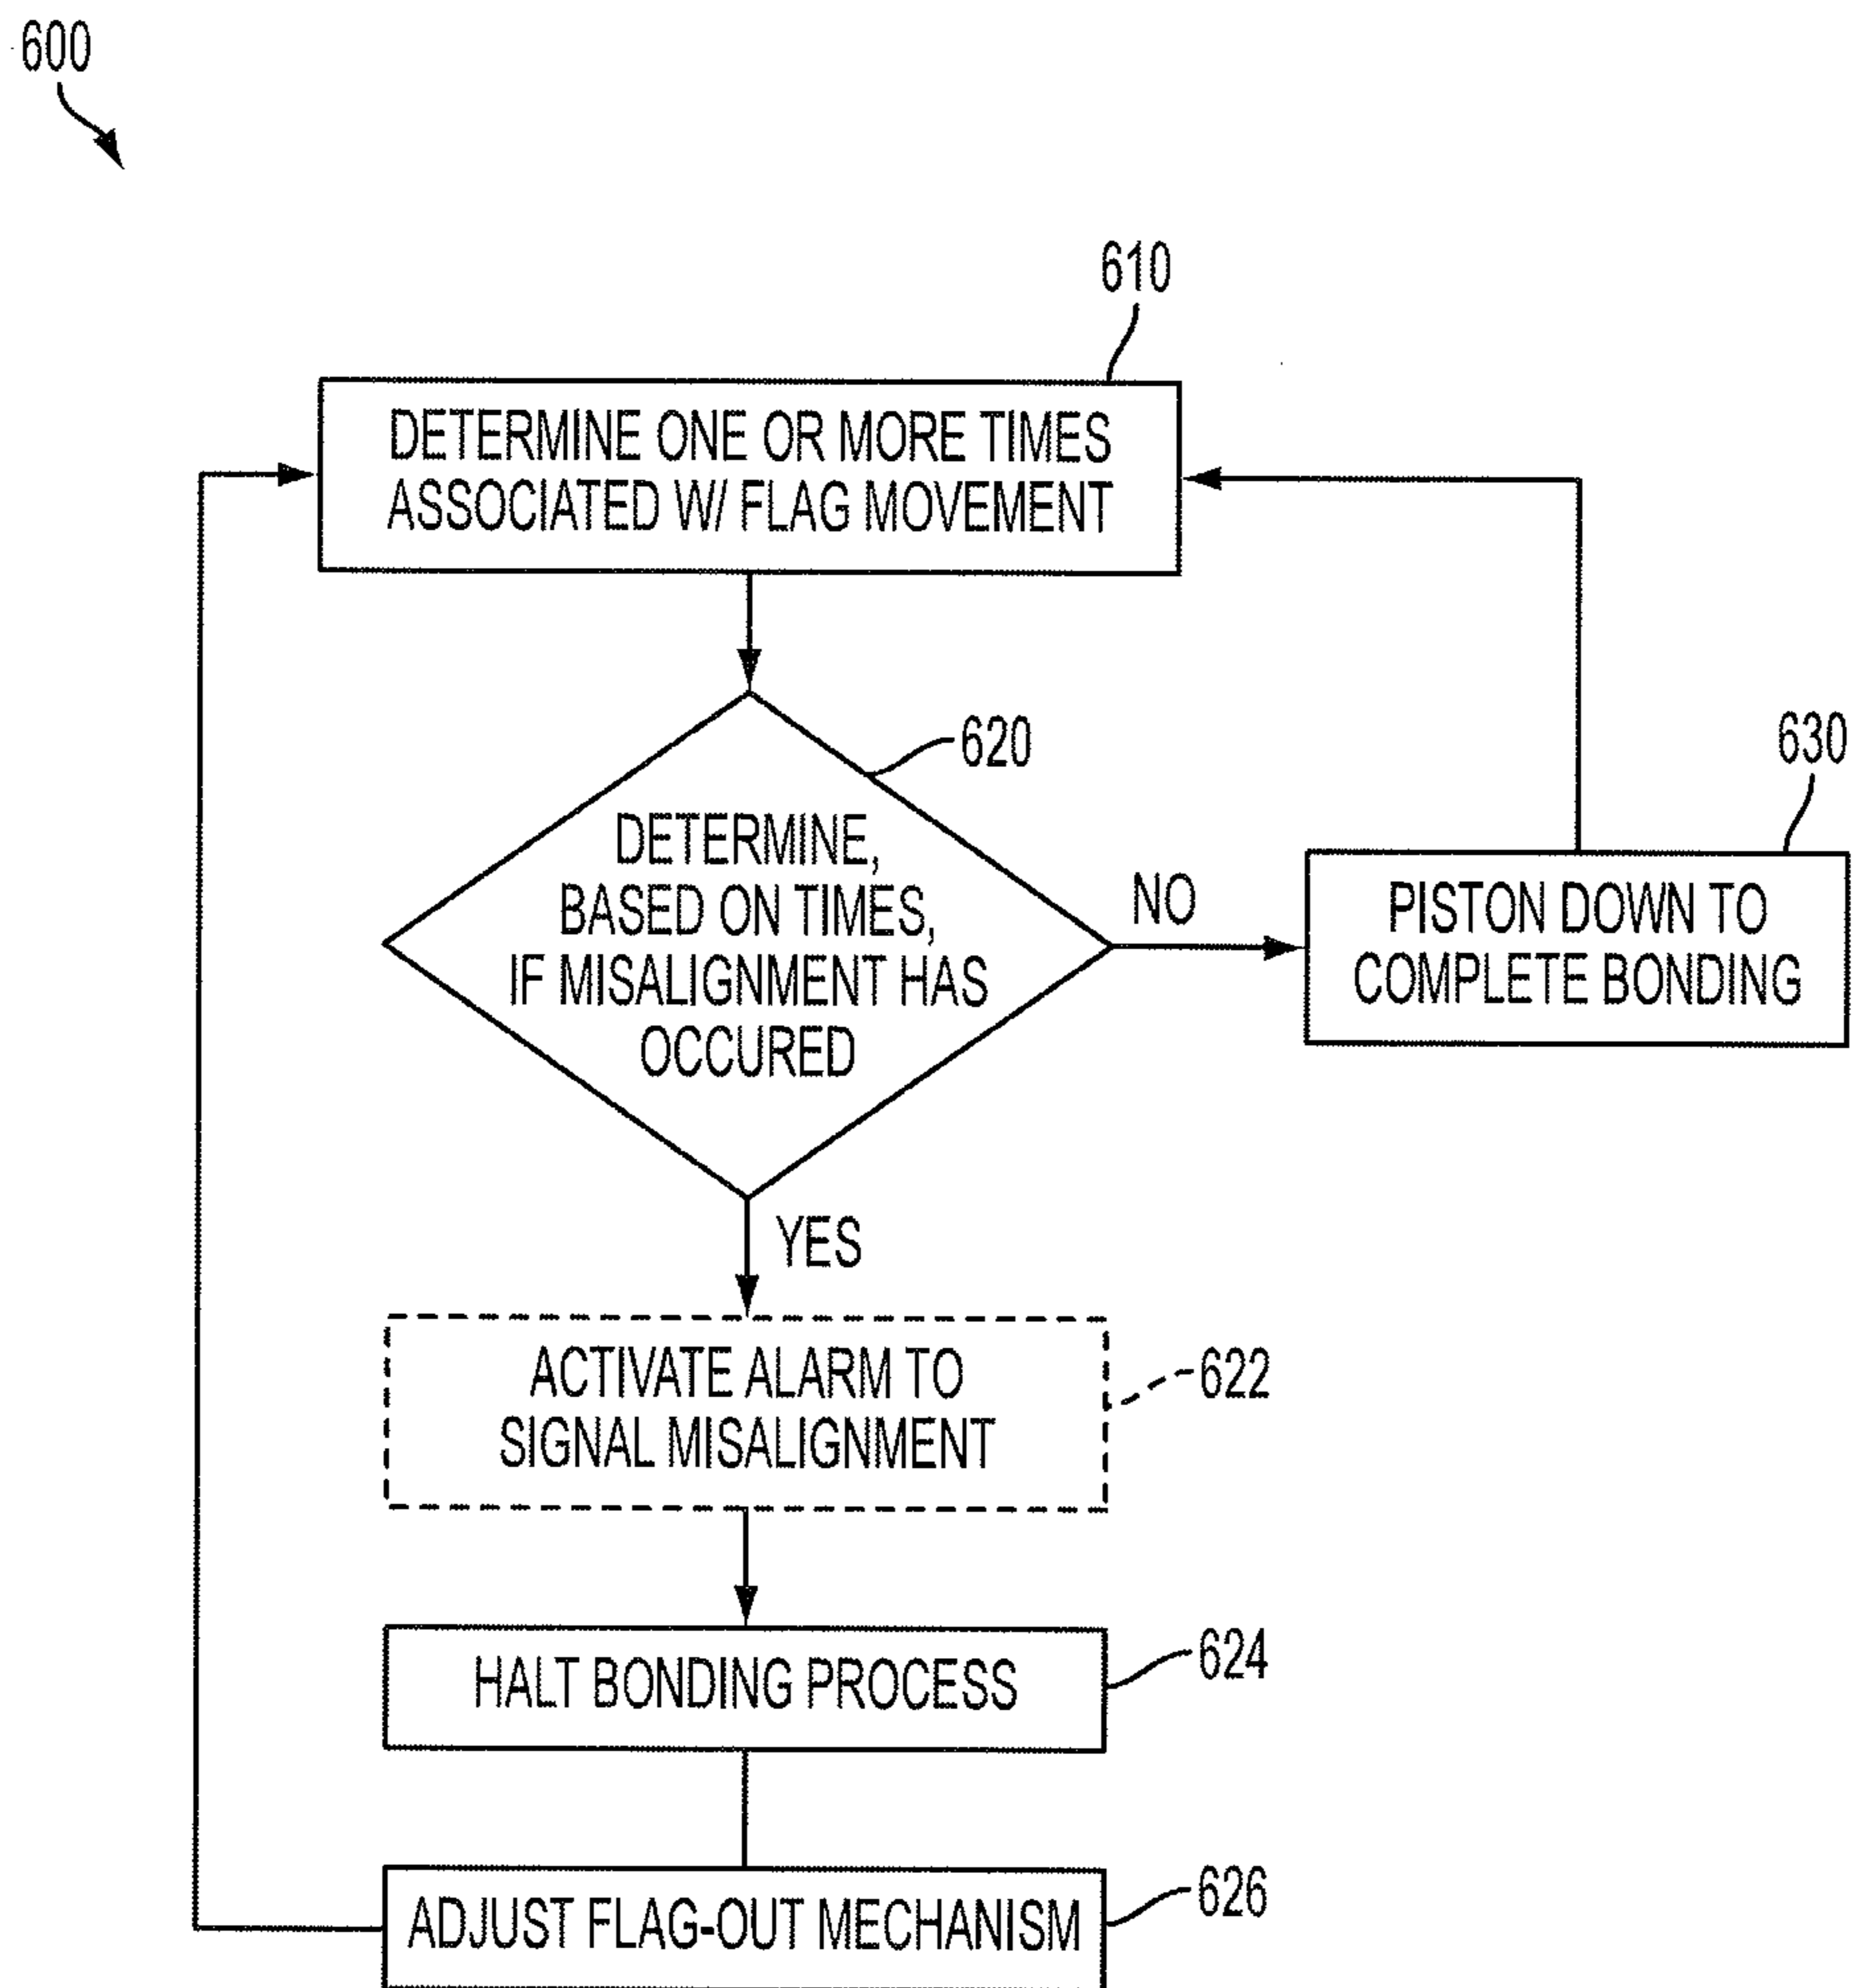 600
610
DETERMINE ONE OR MORE TIMES
ASSOCIATED W/ FLAG MOVEMENT
620
DETERMINE,
BASED ON TIMES,
IF MISALIGNMENT HAS
OCCURED
NO
630
PISTON DOWN TO
COMPLETE BONDING
YES
ACTIVATE ALARM TO
SIGNAL MISALIGNMENT
622
HALT BONDING PROCESS
624
ADJUST FLAG-OUT MECHANISM
626